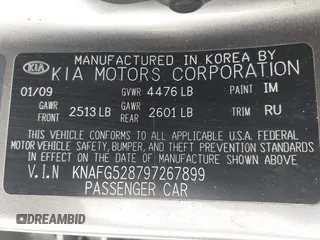 MANUFACTURED IN KOREA BY
KIA KIA MOTORS CORPORATION
01/09 GVWR 4476 LB PAINT IM
GAWR FRONT 2513 LB GAWR REAR 2601 LB TRIM RU
THIS VEHICLE CONFORMS TO ALL APPLICABLE U.S.A. FEDERAL
MOTOR VEHICLE SAFETY, BUMPER, AND THEFT PREVENTION STANDARDS
IN EFFECT ON THE DATE OF MANUFACTURE SHOWN ABOVE.
V.I.N KNAFG528797267899
PASSENGER CAR
DREAMBID